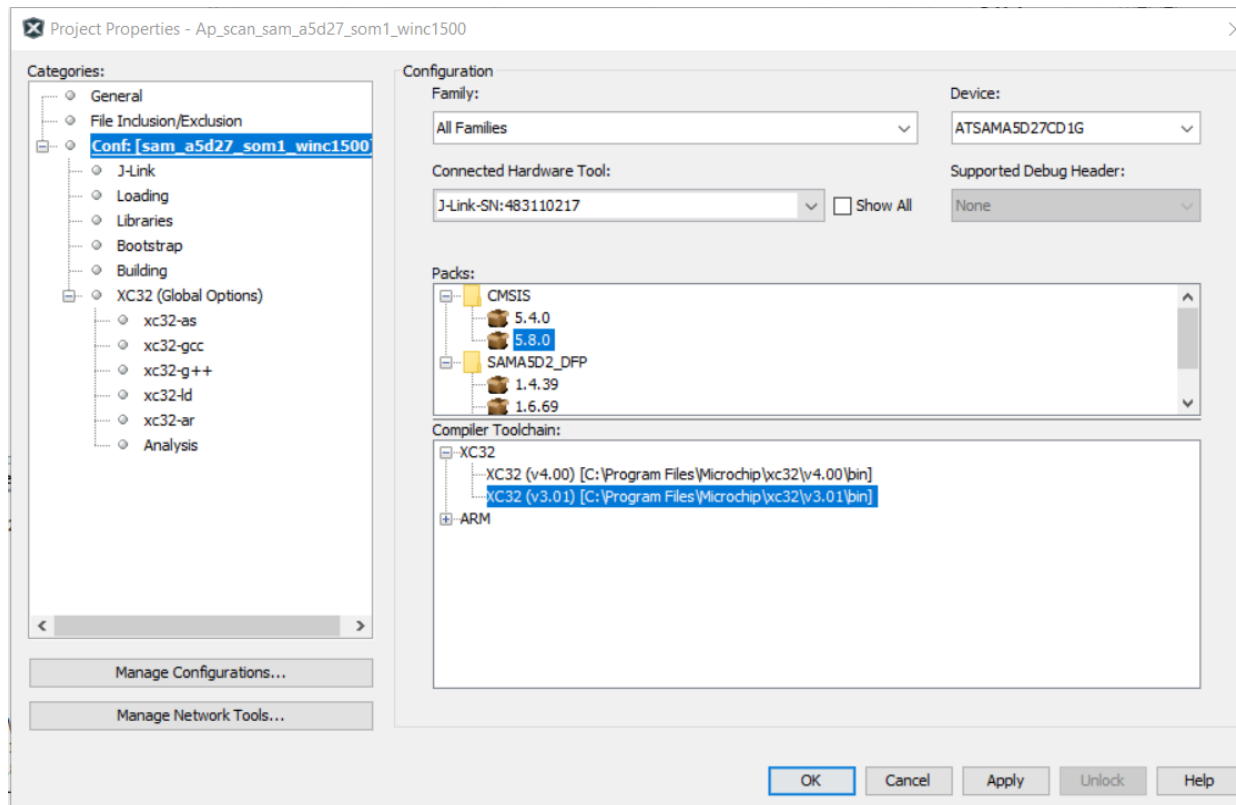 Project Properties - Ap_scan_sam_a5d27_som1_winc1500
Categories:
General
File Inclusion/Exclusion
Conf: [sam_a5d27_som1_winc1500]
J-Link
Loading
Libraries
Bootstrap
Building
XC32 (Global Options)
xc32-as
xc32-gcc
xc32-g++
xc32-ld
xc32-ar
Analysis
Manage Configurations...
Manage Network Tools...
Configuration
Family:
Device:
All Families
ATSAMA5D27CD1G
Connected Hardware Tool:
Supported Debug Header:
J-Link-SN:483110217
Show All
None
Packs:
CMSIS
5.4.0
5.8.0
SAMA5D2_DFP
1.4.39
1.6.69
Compiler Toolchain:
XC32
XC32 (v4.00) [C:\Program Files\Microchip\xc32\v4.00\bin]
XC32 (v3.01) [C:\Program Files\Microchip\xc32\v3.01\bin]
ARM
OK
Cancel
Apply
Unlock
Help